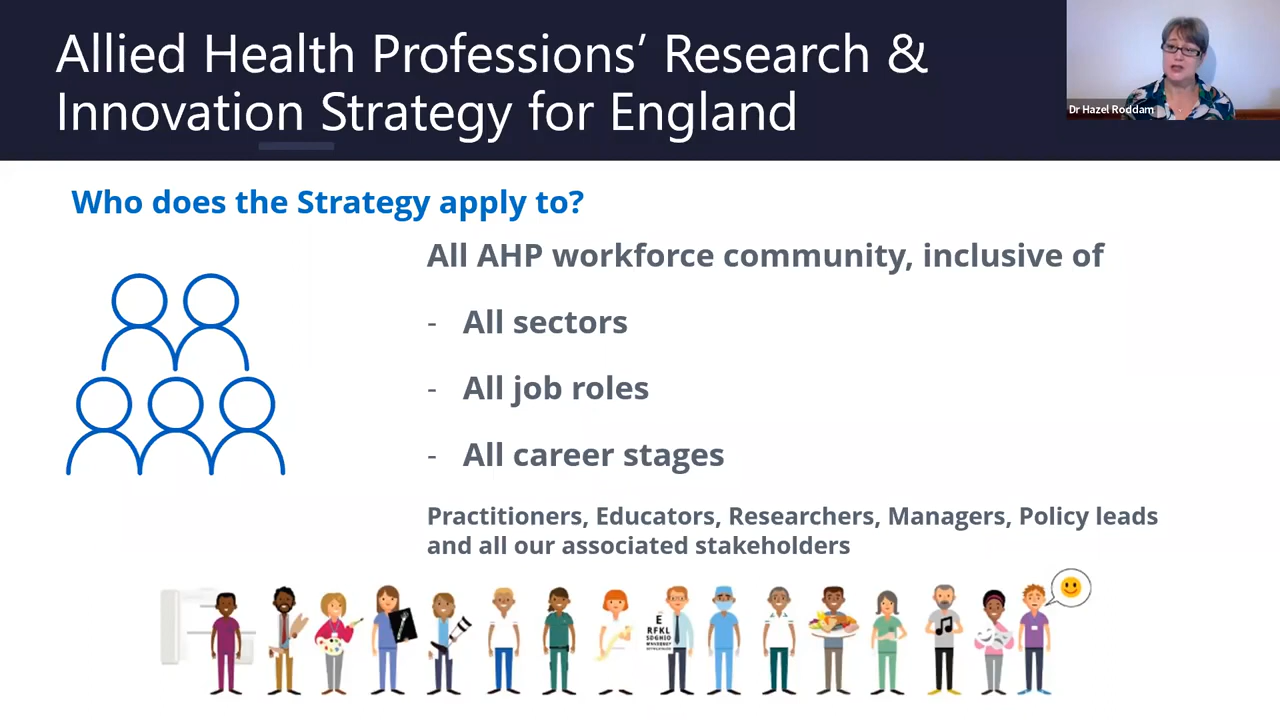 Allied Health Professions’ Research &
Innovation Strategy for England
Dr Hazel Roddam
Who does the Strategy apply to?
All AHP workforce community, inclusive of
- All sectors
- All job roles
- All career stages
Practitioners, Educators, Researchers, Managers, Policy leads
and all our associated stakeholders
E
RFKL
SDGHIO